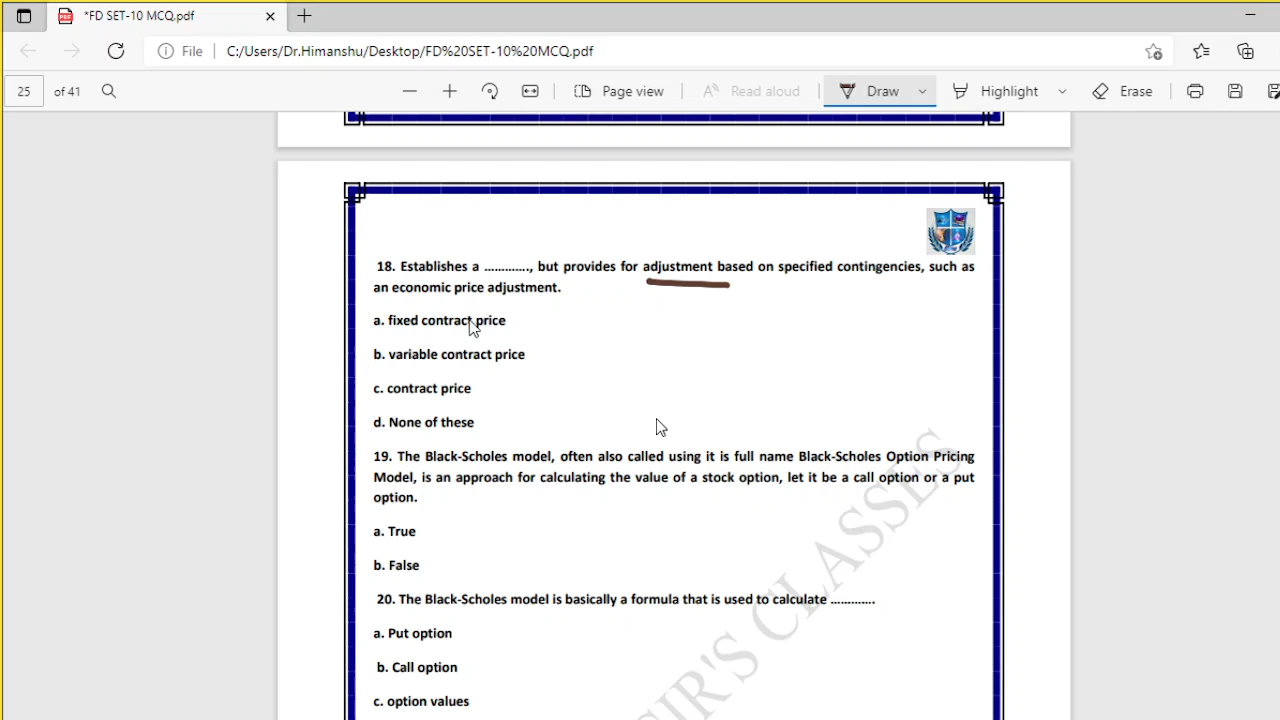 *FD SET-10 MCQ.pdf
File
C:/Users/Dr.Himanshu/Desktop/FD%20SET-10%20MCQ.pdf
25 of 41
Page view
Read aloud
Draw
Highlight
Erase
18. Establishes a ............., but provides for adjustment based on specified contingencies, such as
an economic price adjustment.
a. fixed contract price
b. variable contract price
c. contract price
d. None of these
19. The Black-Scholes model, often also called using it is full name Black-Scholes Option Pricing
Model, is an approach for calculating the value of a stock option, let it be a call option or a put
option.
a. True
b. False
20. The Black-Scholes model is basically a formula that is used to calculate .............
a. Put option
b. Call option
c. option values
SIR'S CLASSES